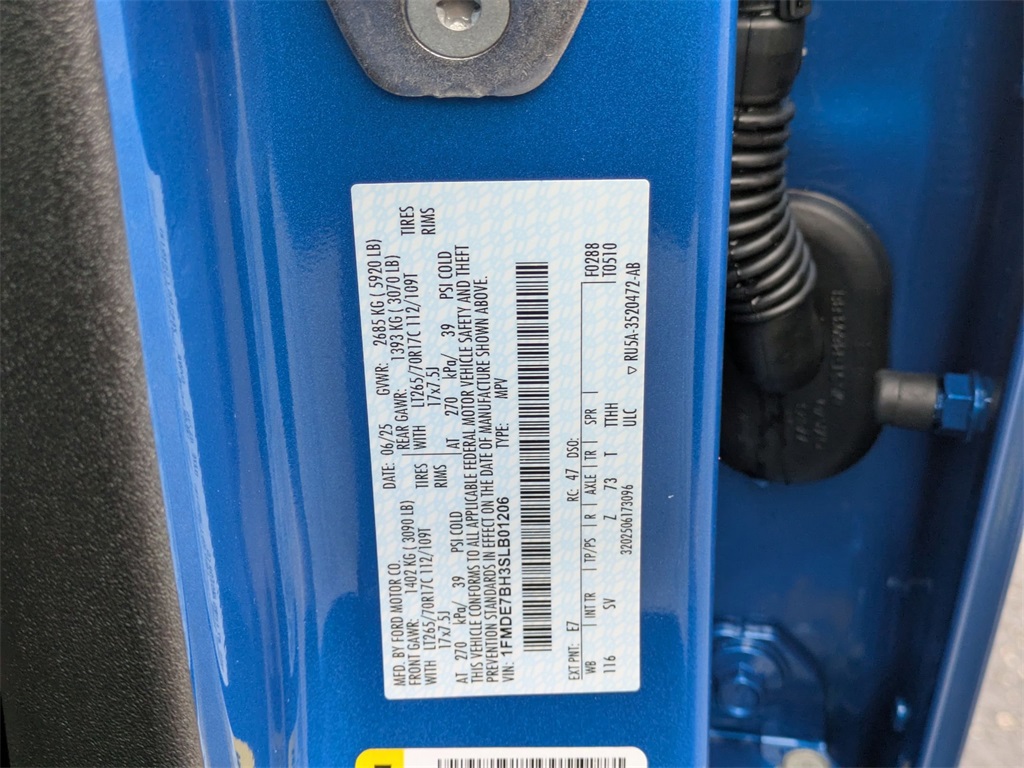 MFD. BY FORD MOTOR CO. DATE: 06/25 GVWR: 2685 KG ( 5920 LB)
FRONT GAWR: 1402 KG ( 3090 LB) REAR GAWR: 1393 KG ( 3070 LB)
WITH LT265/70R17C 112/109T TIRES WITH LT265/70R17C 112/109T TIRES
17x7.5J RIMS 17x7.5J RIMS
AT 270 kPa/ 39 PSI COLD AT 270 kPa/ 39 PSI COLD
THIS VEHICLE CONFORMS TO ALL APPLICABLE FEDERAL MOTOR VEHICLE SAFETY AND THEFT
PREVENTION STANDARDS IN EFFECT ON THE DATE OF MANUFACTURE SHOWN ABOVE.
VIN: 1FMDE7BH3SLB01206 TYPE: MPV
EXT PNT: E7 RC: 47 DSO: F0288
WB INT TR TP/PS R AXLE TR SPR T0510
116 SV Z 73 T TTHH
ULC
3202506173096 ▽ RU5A-3520472-AB